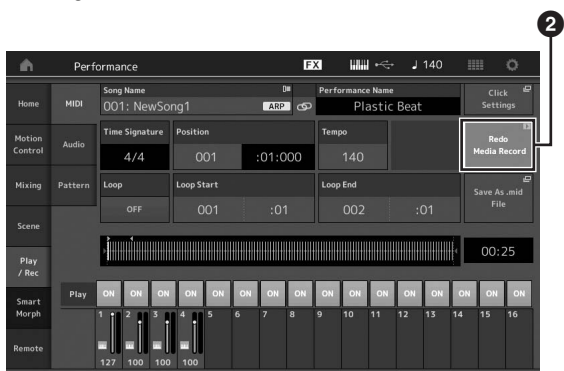 2
Performance FX 140
Home MIDI Song Name 001: NewSong1 ARP Performance Name Plastic Beat Click Settings
Motion Control Audio Time Signature 4/4 Position 001 :01:000 Tempo 140 Redo Media Record
Mixing Pattern Loop OFF Loop Start 001 :01 Loop End 002 :01 Save As .mid File
Scene
Play / Rec 00:25
Smart Morph Play ON ON ON ON ON ON ON ON ON ON ON ON ON ON ON ON
1 2 3 4 5 6 7 8 9 10 11 12 13 14 15 16
Remote 127 100 100 100